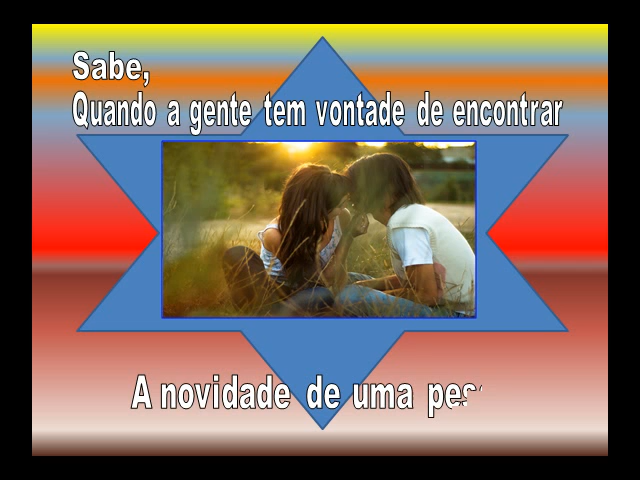 Sabe,
Quando a gente tem vontade de encontrar
A novidade de uma